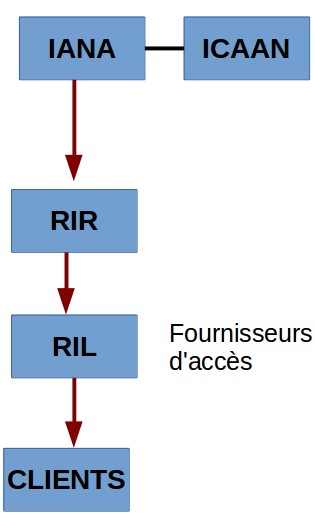 IANA
ICAAN
RIR
RIL
Fournisseurs
d'accès
CLIENTS